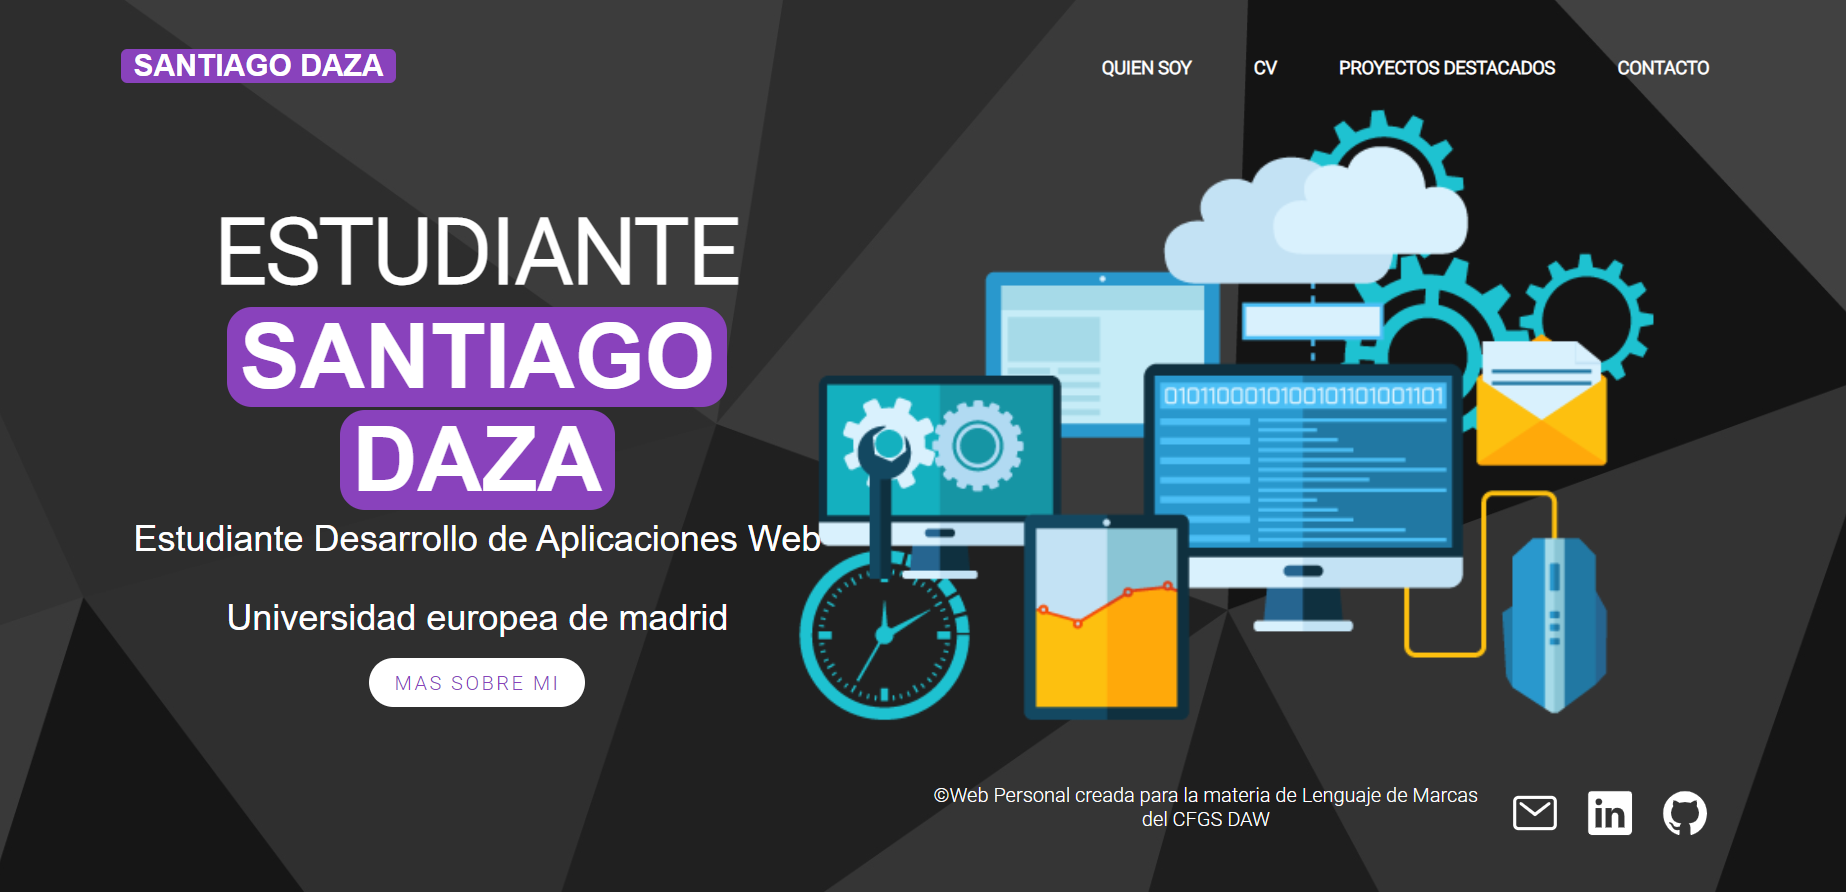 SANTIAGO DAZA
QUIEN SOY
CV
PROYECTOS DESTACADOS
CONTACTO
ESTUDIANTE
SANTIAGO
DAZA
Estudiante Desarrollo de Aplicaciones Web
Universidad europea de madrid
MAS SOBRE MI
0101100010100101101001101
©Web Personal creada para la materia de Lenguaje de Marcas
del CFGS DAW
in